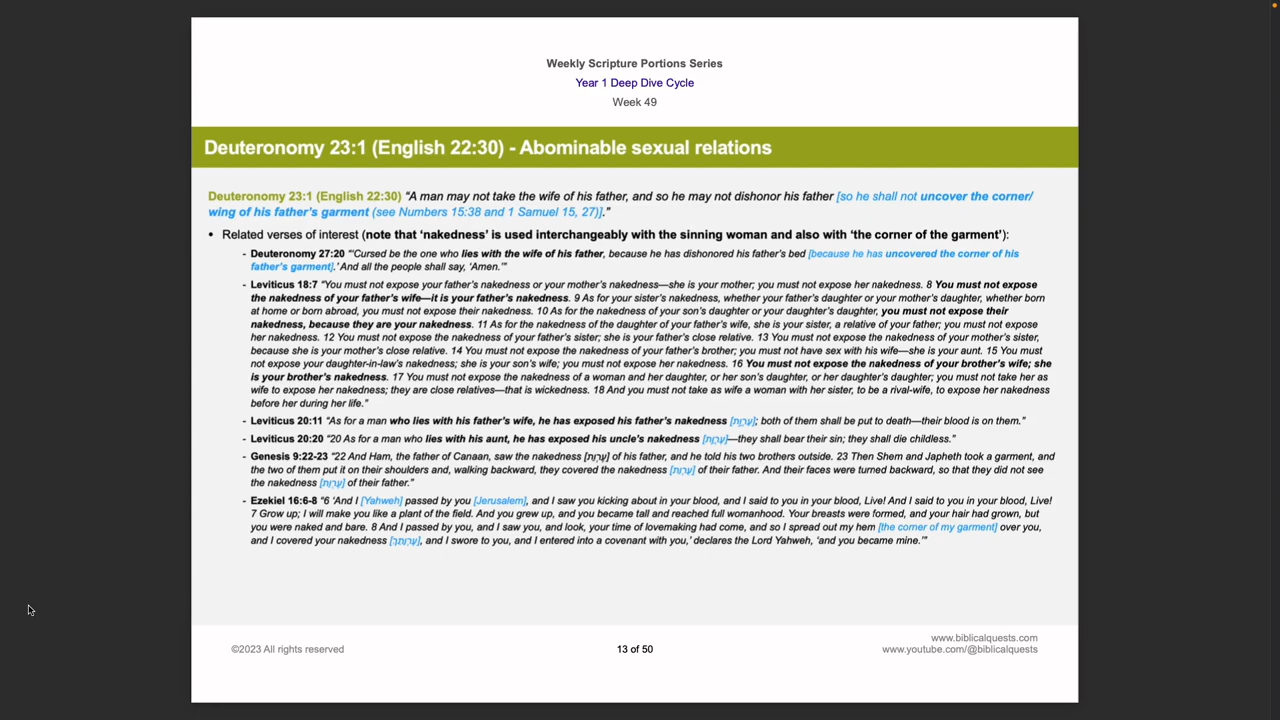 Weekly Scripture Portions Series
Year 1 Deep Dive Cycle
Week 49
Deuteronomy 23:1 (English 22:30) - Abominable sexual relations
Deuteronomy 23:1 (English 22:30) “A man may not take the wife of his father, and so he may not dishonor his father [so he shall not uncover the corner/
wing of his father’s garment (see Numbers 15:38 and 1 Samuel 15, 27)].”
• Related verses of interest (note that ‘nakedness’ is used interchangeably with the sinning woman and also with ‘the corner of the garment’):
- Deuteronomy 27:20 “‘Cursed be the one who lies with the wife of his father, because he has dishonored his father’s bed [because he has uncovered the corner of his
father’s garment].’ And all the people shall say, ‘Amen.’”
- Leviticus 18:7 “You must not expose your father’s nakedness or your mother’s nakedness—she is your mother; you must not expose her nakedness. 8 You must not expose
the nakedness of your father’s wife—it is your father’s nakedness. 9 As for your sister’s nakedness, whether your father’s daughter or your mother’s daughter, whether born
at home or born abroad, you must not expose their nakedness. 10 As for the nakedness of your son’s daughter or your daughter’s daughter, you must not expose their
nakedness, because they are your nakedness. 11 As for the nakedness of the daughter of your father’s wife, she is your sister, a relative of your father; you must not expose
her nakedness. 12 You must not expose the nakedness of your father’s sister; she is your father’s close relative. 13 You must not expose the nakedness of your mother’s sister,
because she is your mother’s close relative. 14 You must not expose the nakedness of your father’s brother; you must not have sex with his wife—she is your aunt. 15 You must
not expose your daughter-in-law’s nakedness; she is your son’s wife; you must not expose her nakedness. 16 You must not expose the nakedness of your brother’s wife; she
is your brother’s nakedness. 17 You must not expose the nakedness of a woman and her daughter, or her son’s daughter, or her daughter’s daughter; you must not take her as
wife to expose her nakedness; they are close relatives—that is wickedness. 18 And you must not take as wife a woman with her sister, to be a rival-wife, to expose her nakedness
before her during her life.”
- Leviticus 20:11 “As for a man who lies with his father’s wife, he has exposed his father’s nakedness [עֶרְוַת]; both of them shall be put to death—their blood is on them.”
- Leviticus 20:20 “20 As for a man who lies with his aunt, he has exposed his uncle’s nakedness [עֶרְוַת]—they shall bear their sin; they shall die childless.”
- Genesis 9:22-23 “22 And Ham, the father of Canaan, saw the nakedness [עֶרְוַת] of his father, and he told his two brothers outside. 23 Then Shem and Japheth took a garment, and
the two of them put it on their shoulders and, walking backward, they covered the nakedness [עֶרְוַת] of their father. And their faces were turned backward, so that they did not see
the nakedness [עֶרְוַת] of their father.”
- Ezekiel 16:6-8 “6 ‘And I [Yahweh] passed by you [Jerusalem], and I saw you kicking about in your blood, and I said to you in your blood, Live! And I said to you in your blood, Live!
7 Grow up; I will make you like a plant of the field. And you grew up, and you became tall and reached full womanhood. Your breasts were formed, and your hair had grown, but
you were naked and bare. 8 And I passed by you, and I saw you, and look, your time of lovemaking had come, and so I spread out my hem [the corner of my garment] over you,
and I covered your nakedness [עֶרְוָתֵךְ], and I swore to you, and I entered into a covenant with you,’ declares the Lord Yahweh, ‘and you became mine.’”
©2023 All rights reserved
13 of 50
www.biblicalquests.com
www.youtube.com/@biblicalquests